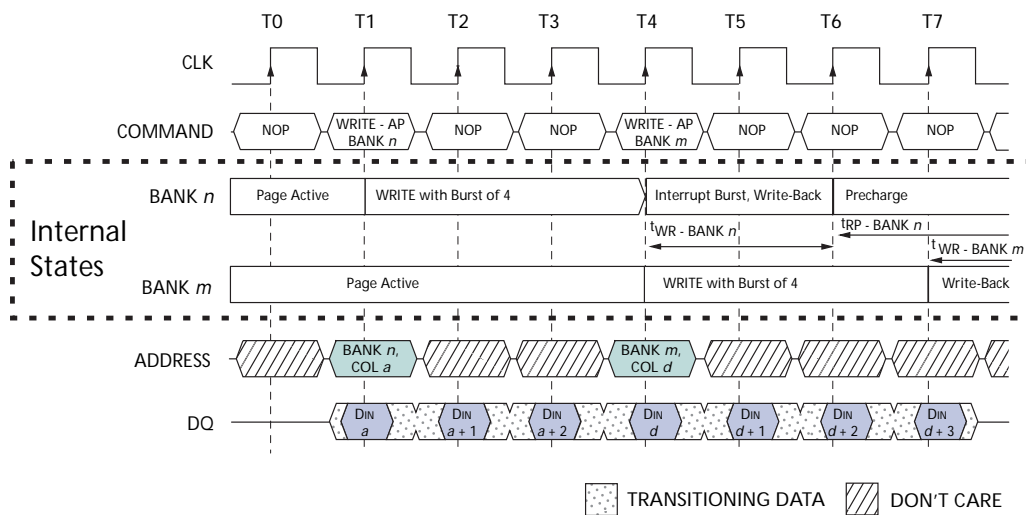 T0 T1 T2 T3 T4 T5 T6 T7
CLK
COMMAND NOP WRITE - AP BANK n NOP NOP WRITE - AP BANK m NOP NOP NOP
Internal States
BANK n Page Active WRITE with Burst of 4 Interrupt Burst, Write-Back Precharge
tWR - BANK n tRP - BANK n
tWR - BANK m
BANK m Page Active WRITE with Burst of 4 Write-Back
ADDRESS BANK n, COL a BANK m, COL d
DQ DIN a DIN a + 1 DIN a + 2 DIN d DIN d + 1 DIN d + 2 DIN d + 3
TRANSITIONING DATA DON'T CARE